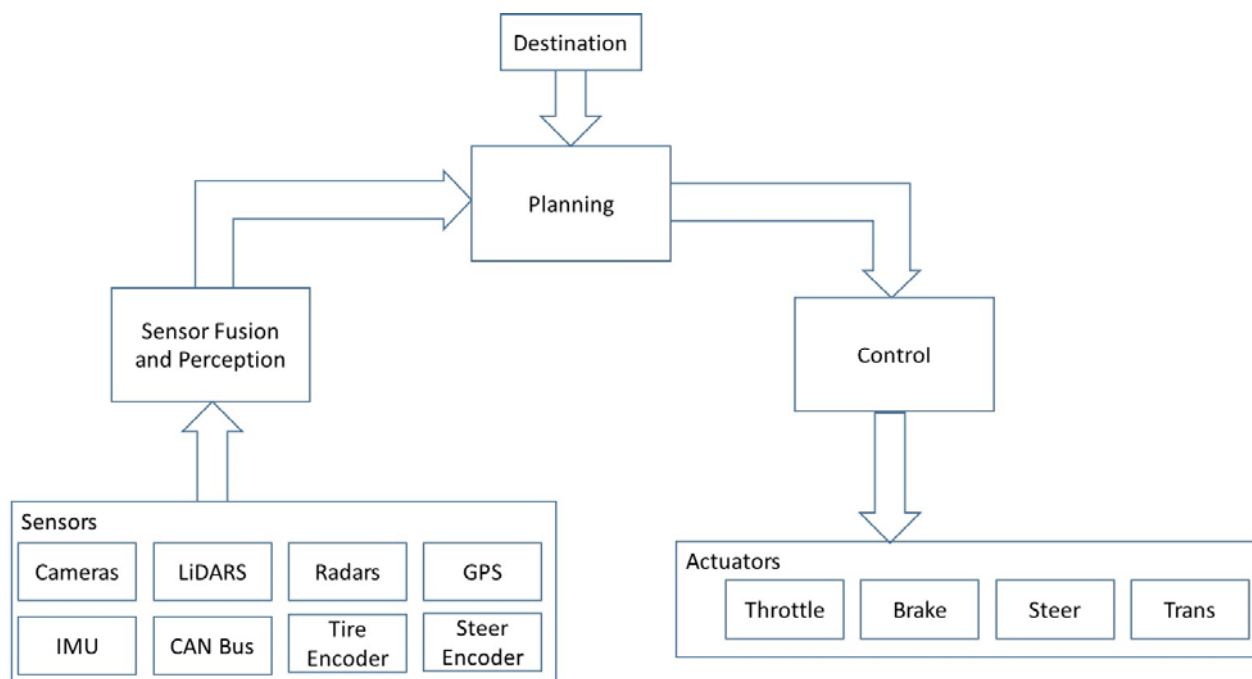 Destination
Planning
Sensor Fusion
and Perception
Control
Sensors
Cameras
LiDARS
Radars
GPS
IMU
CAN Bus
Tire
Encoder
Steer
Encoder
Actuators
Throttle
Brake
Steer
Trans